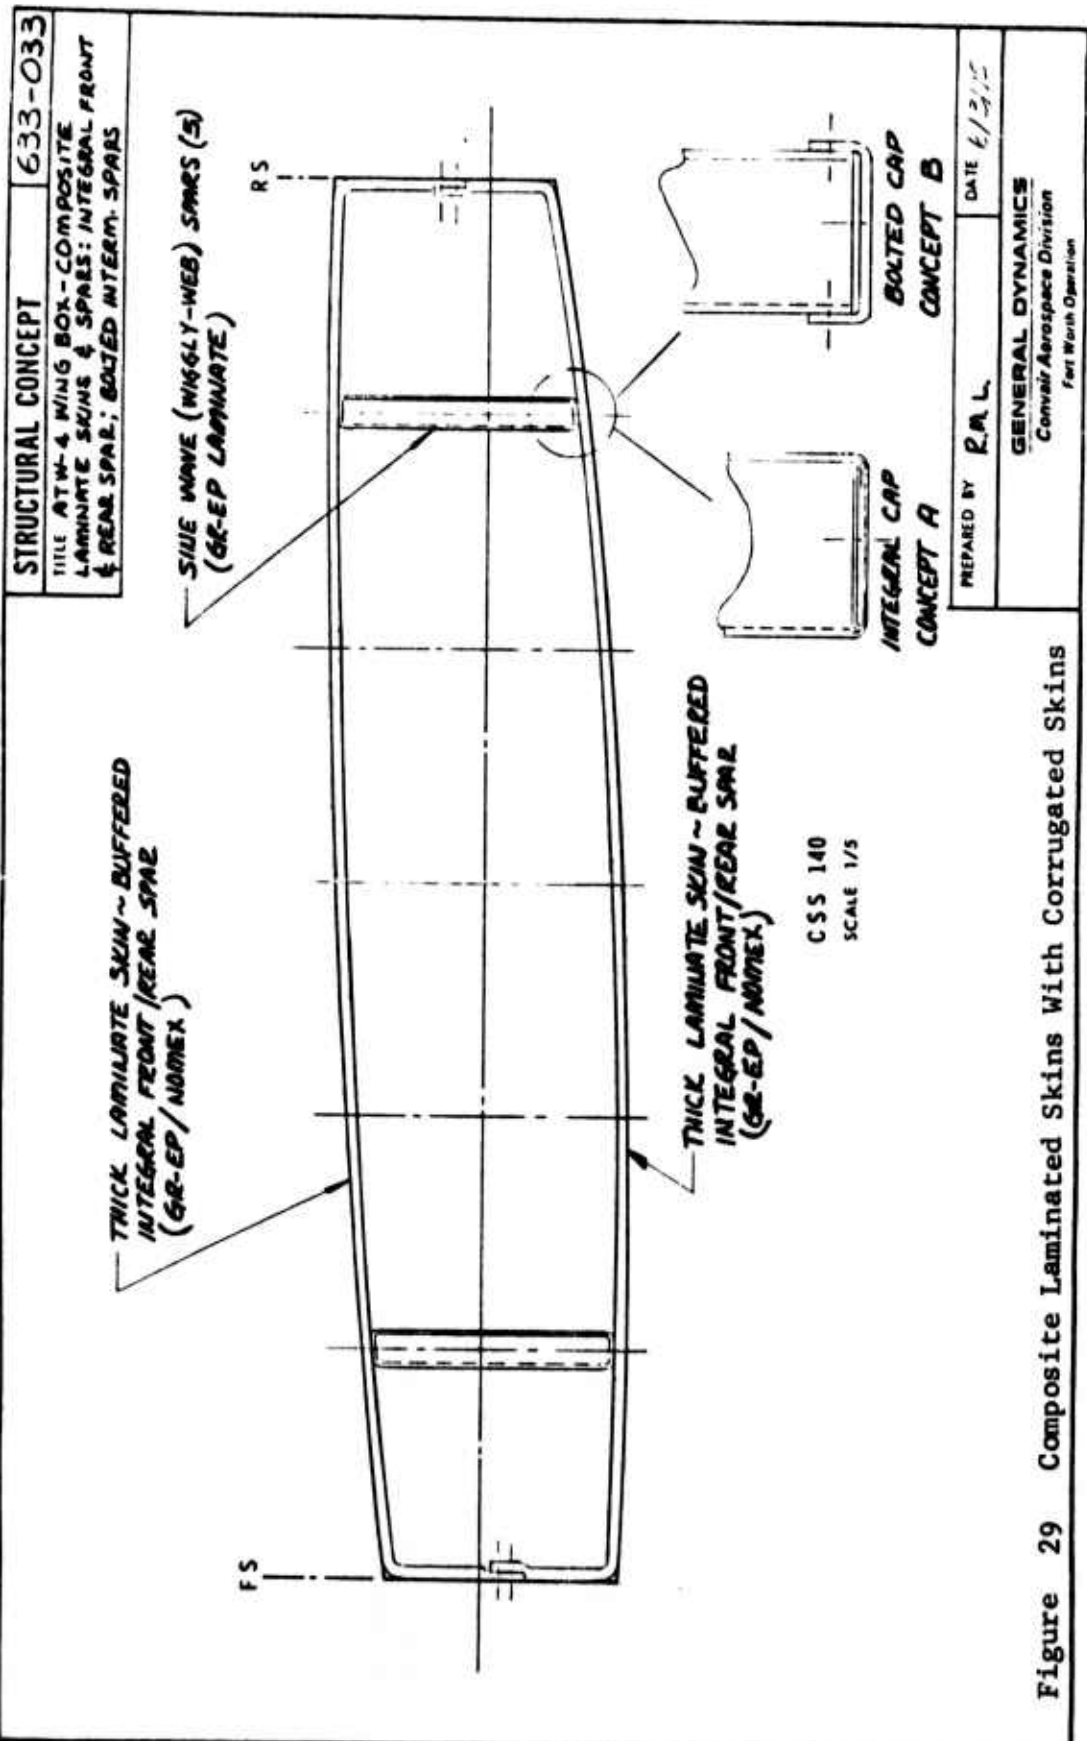 STRUCTURAL CONCEPT
633-033
TITLE ATW-4 WING BOX-COMPOSITE
LAMINATE SKINS & SPARS: INTEGRAL FRONT
& REAR SPAR; BOLTED INTERM. SPARS
THICK LAMINATE SKIN ~ BUFFERED
INTEGRAL FRONT/REAR SPAR
(GR-EP/NOMEX)
SINE WAVE (WIGGLY-WEB) SPARS (5)
(GR-EP LAMINATE)
FS
RS
THICK LAMINATE SKIN ~ BUFFERED
INTEGRAL FRONT/REAR SPAR
(GR-EP/NOMEX)
CSS 140
SCALE 1/5
INTEGRAL CAP
CONCEPT A
BOLTED CAP
CONCEPT B
PREPARED BY R.M.L.
DATE
GENERAL DYNAMICS
Convair Aerospace Division
Fort Worth Operation
Figure 29 Composite Laminated Skins With Corrugated Skins